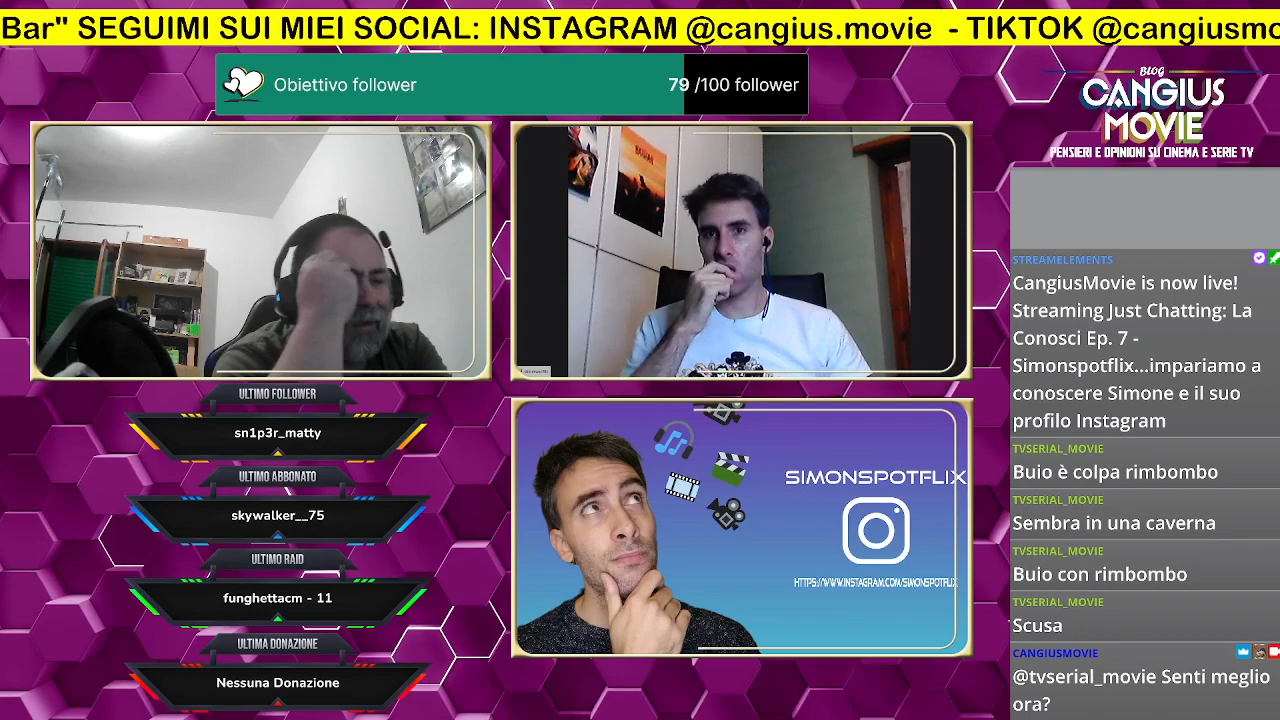 Bar" SEGUIMI SUI MIEI SOCIAL: INSTAGRAM @cangius.movie - TIKTOK @cangiusmo
Obiettivo follower
79 /100 follower
BLOG
CANGIUS
MOVIE
PENSIERI E OPINIONI SU CINEMA E SERIE TV
ULTIMO FOLLOWER
sn1p3r_matty
ULTIMO ABBONATO
skywalker__75
ULTIMO RAID
funghettacm - 11
ULTIMA DONAZIONE
Nessuna Donazione
SIMONSPOTFLIX
HTTPS://WWW.INSTAGRAM.COM/SIMONSPOTFLIX
STREAMELEMENTS
CangiusMovie is now live!
Streaming Just Chatting: La
Conosci Ep. 7 -
Simonspotflix...impariamo a
conoscere Simone e il suo
profilo Instagram
TVSERIAL_MOVIE
Buio è colpa rimbombo
TVSERIAL_MOVIE
Sembra in una caverna
TVSERIAL_MOVIE
Buio con rimbombo
TVSERIAL_MOVIE
Scusa
CANGIUSMOVIE
@tvserial_movie Senti meglio
ora?